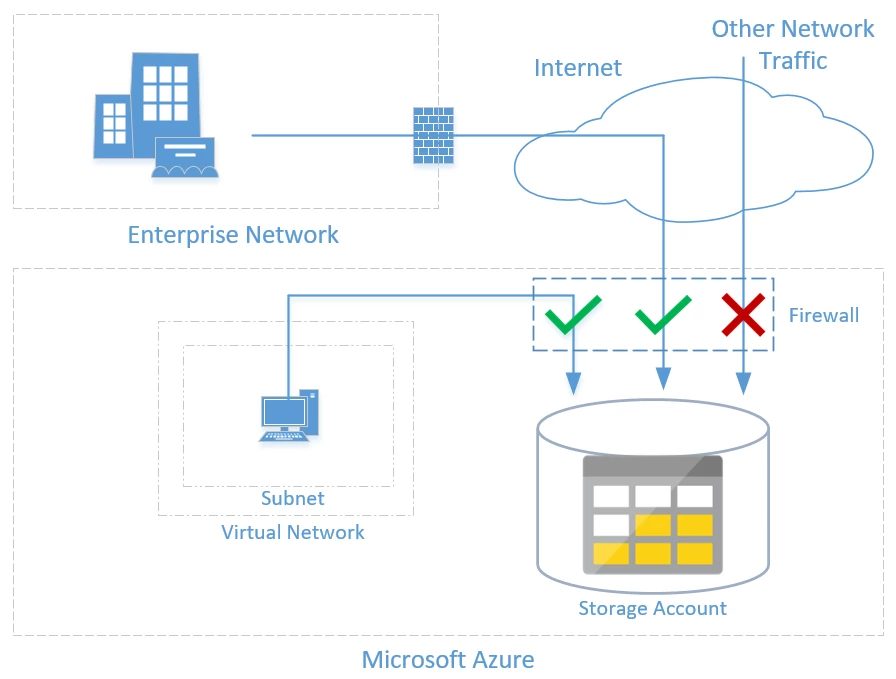 Other Network
Traffic
Internet
Enterprise Network
Firewall
Subnet
Virtual Network
Storage Account
Microsoft Azure